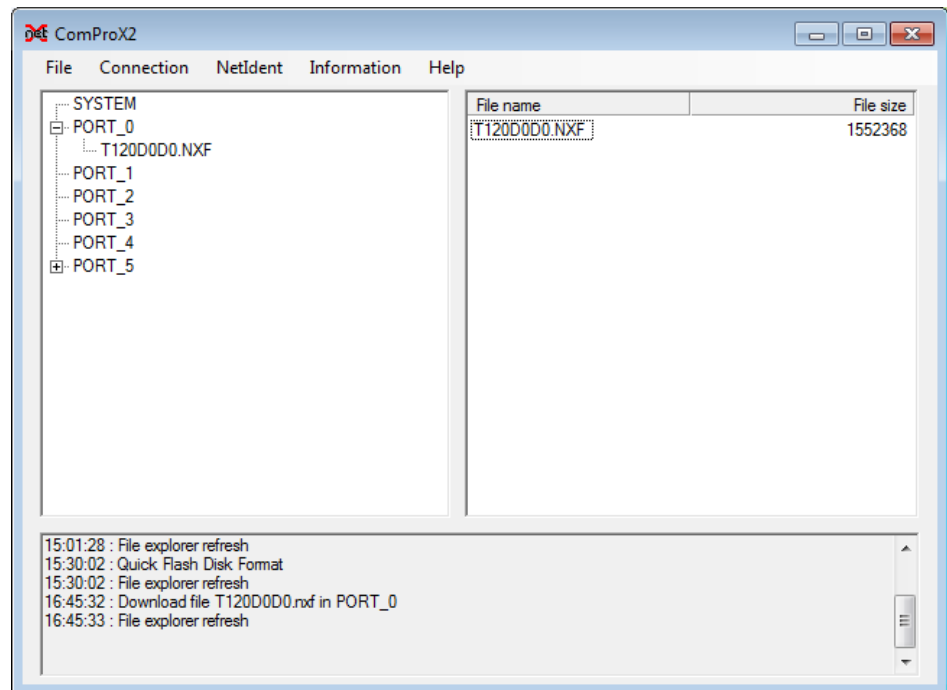 net ComProX2
File Connection NetIdent Information Help
SYSTEM
PORT_0
T120D0D0.NXF
PORT_1
PORT_2
PORT_3
PORT_4
PORT_5
File name File size
T120D0D0.NXF 1552368
15:01:28 : File explorer refresh
15:30:02 : Quick Flash Disk Format
15:30:02 : File explorer refresh
16:45:32 : Download file T120D0D0.nxf in PORT_0
16:45:33 : File explorer refresh